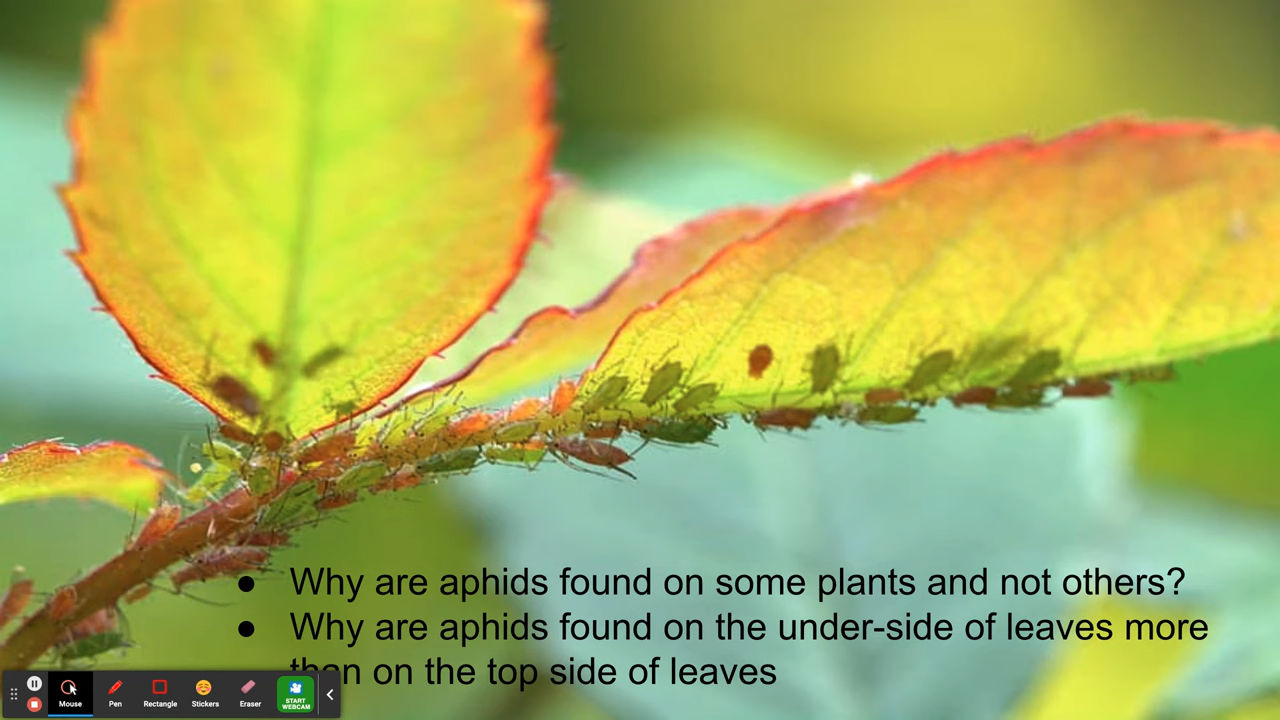 ● Why are aphids found on some plants and not others?
● Why are aphids found on the under-side of leaves more
than on the top side of leaves
Mouse
Pen
Rectangle
Stickers
Eraser
START
WEBCAM